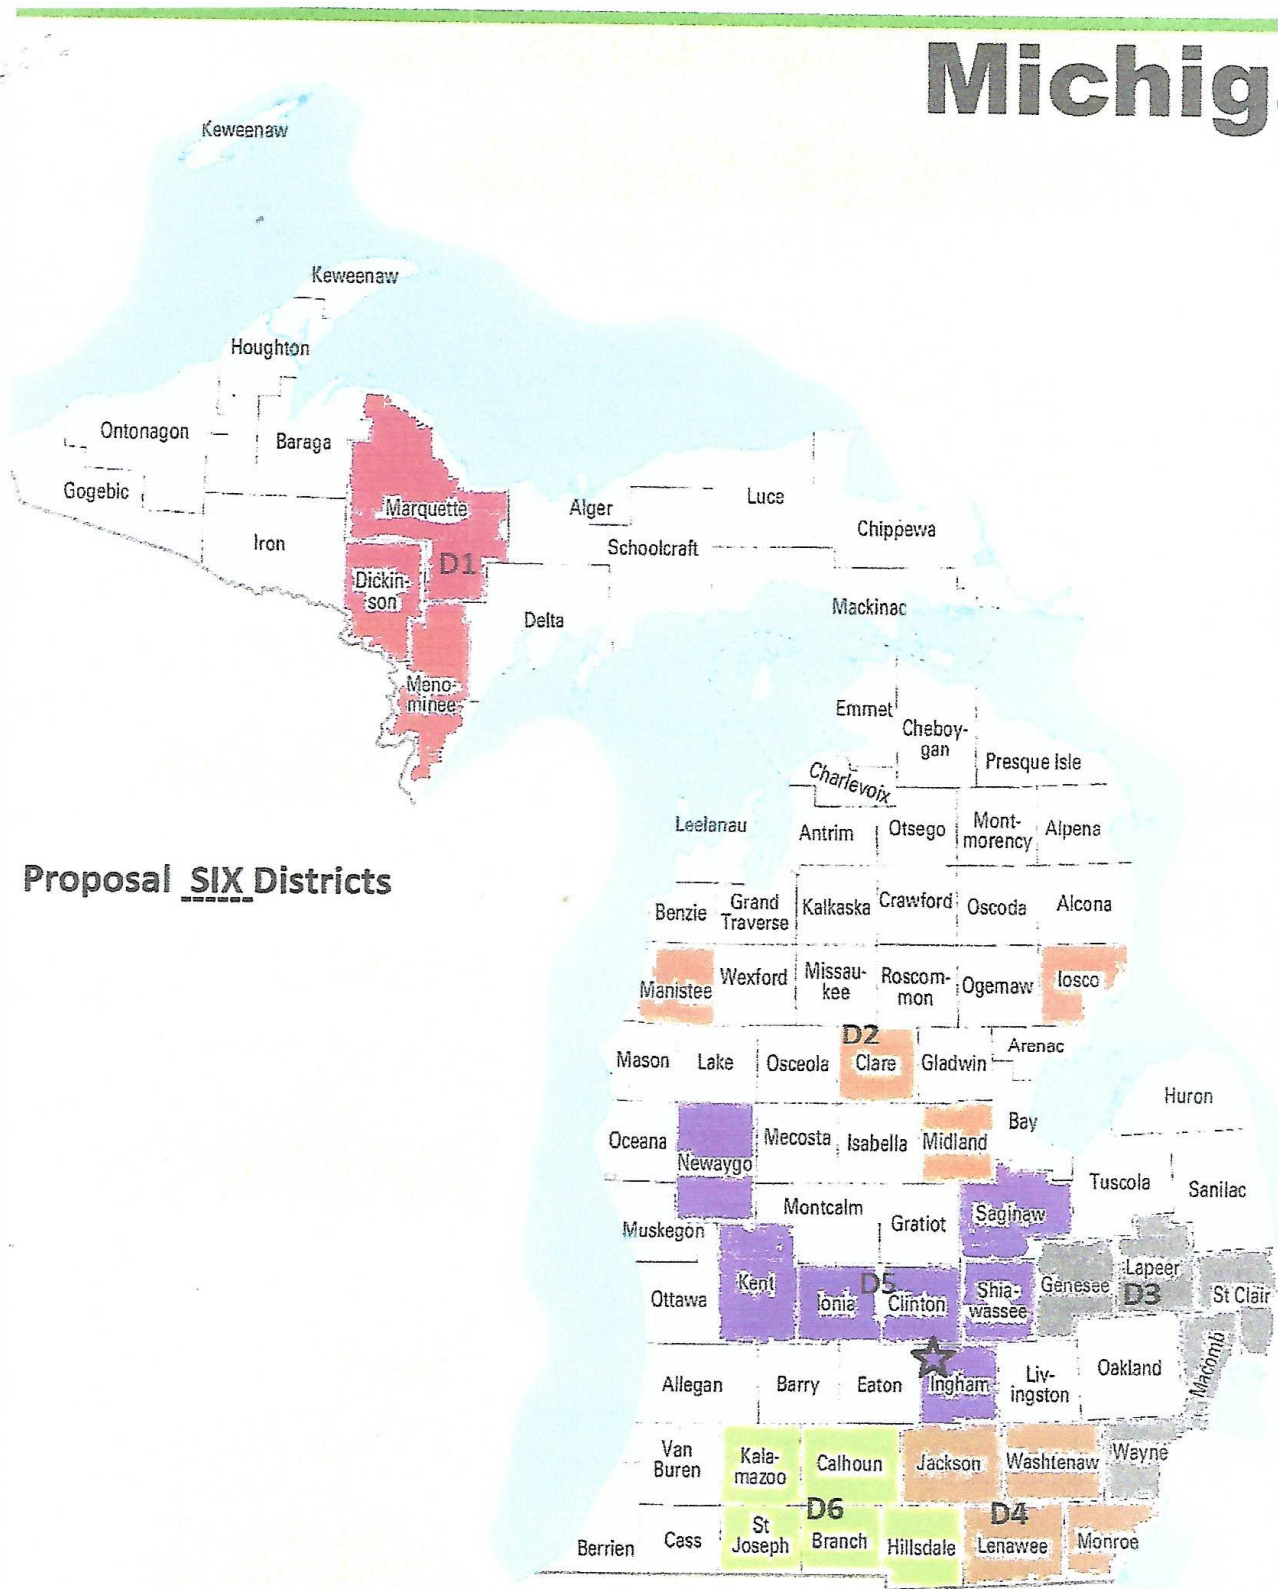 Michig
Keweenaw
Keweenaw
Houghton
Ontonagon
Baraga
Gogebic
Marquette
Alger
Luce
Iron
Chippewa
Schoolcraft
D1
Dickin-
son
Mackinac
Delta
Meno-
minee
Emmet
Cheboy-
gan
Presque Isle
Charlevoix
Leelanau
Antrim
Otsego
Mont-
morency
Alpena
Proposal SIX Districts
Benzie
Grand
Traverse
Kalkaska
Crawford
Oscoda
Alcona
Manistee
Wexford
Missau-
kee
Roscom-
mon
Ogemaw
Iosco
D2
Mason
Lake
Osceola
Clare
Gladwin
Arenac
Huron
Oceana
Newaygo
Mecosta
Isabella
Midland
Bay
Tuscola
Sanilac
Muskegon
Montcalm
Gratiot
Saginaw
Ottawa
Kent
Ionia
D5
Clinton
Shia-
wassee
Genesee
Lapeer
D3
St Clair
Allegan
Barry
Eaton
Ingham
Liv-
ingston
Oakland
Macomb
Van
Buren
Kala-
mazoo
Calhoun
Jackson
Washtenaw
Wayne
D6
D4
Berrien
Cass
St
Joseph
Branch
Hillsdale
Lenawee
Monroe